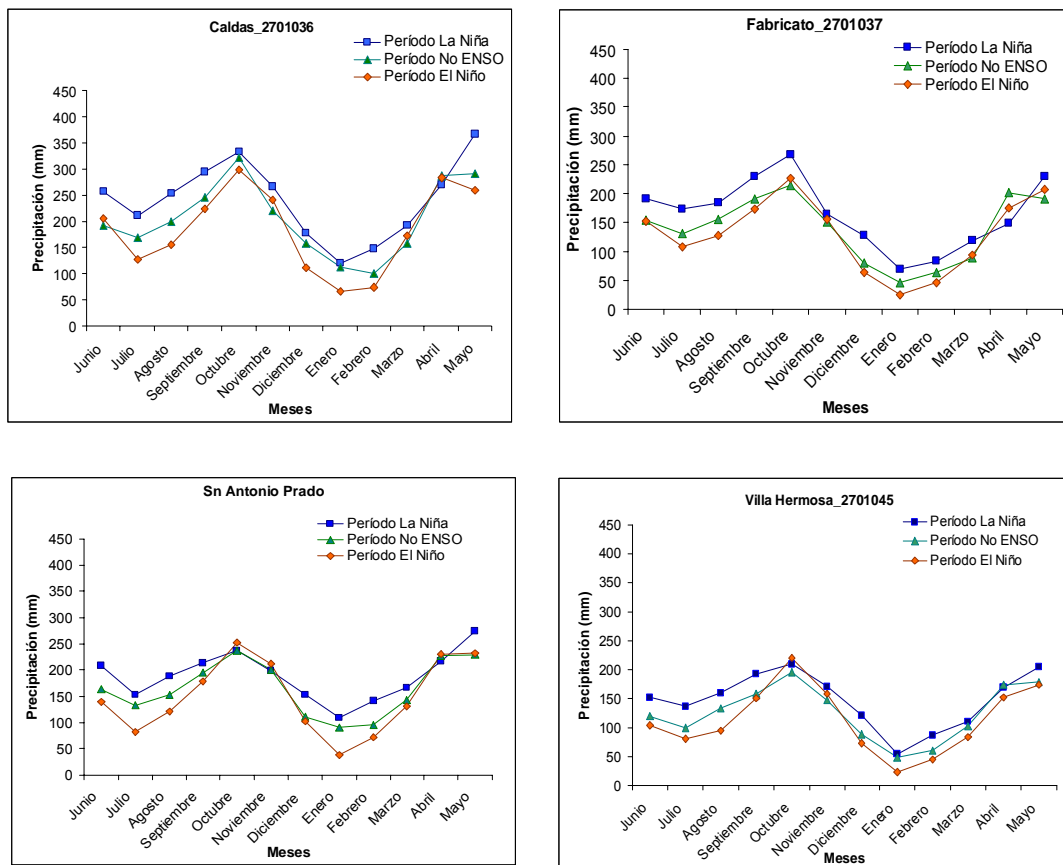 Caldas_2701036
Período La Niña
Período No ENSO
Período El Niño
Precipitación (mm)
450
400
350
300
250
200
150
100
50
0
Junio
Julio
Agosto
Septiembre
Octubre
Noviembre
Diciembre
Enero
Febrero
Marzo
Abril
Mayo
Meses
Fabricato_2701037
Período La Niña
Período No ENSO
Período El Niño
Precipitación (mm)
450
400
350
300
250
200
150
100
50
0
Junio
Julio
Agosto
Septiembre
Octubre
Noviembre
Diciembre
Enero
Febrero
Marzo
Abril
Mayo
Meses
Sn Antonio Prado
Período La Niña
Período No ENSO
Período El Niño
Precipitación (mm)
450
400
350
300
250
200
150
100
50
0
Junio
Julio
Agosto
Septiembre
Octubre
Noviembre
Diciembre
Enero
Febrero
Marzo
Abril
Mayo
Meses
Villa Hermosa_2701045
Período La Niña
Período No ENSO
Período El Niño
Precipitación (mm)
450
400
350
300
250
200
150
100
50
0
Junio
Julio
Agosto
Septiembre
Octubre
Noviembre
Diciembre
Enero
Febrero
Marzo
Abril
Mayo
Meses